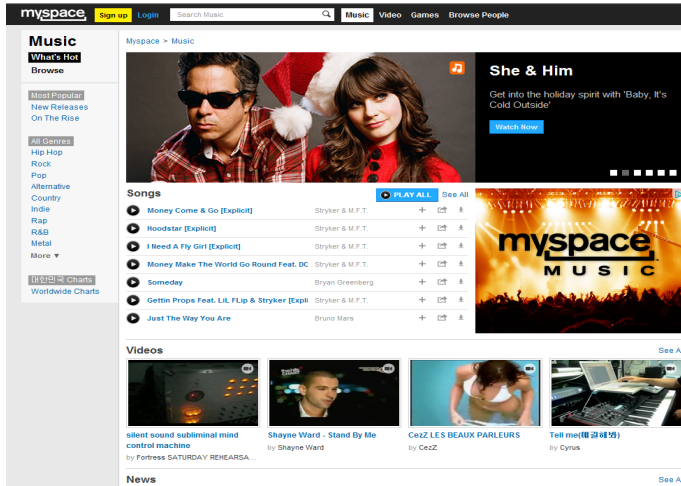 myspace Sign up Login Search Music Music Video Games Browse People
Music
What's Hot
Browse
Most Popular
New Releases
On The Rise
All Genres
Hip Hop
Rock
Pop
Alternative
Country
Indie
Rap
R&B
Metal
More ▼
대한민국 Charts
Worldwide Charts
Myspace > Music
She & Him
Get into the holiday spirit with 'Baby, It's
Cold Outside'
Watch Now
Songs PLAY ALL See All
Money Come & Go [Explicit] Stryker & M.F.T.
Hoodstar [Explicit] Stryker & M.F.T.
I Need A Fly Girl [Explicit] Stryker & M.F.T.
Money Make The World Go Round Feat. DC Stryker & M.F.T.
Someday Bryan Greenberg
Gettin Props Feat. LiL FLip & Stryker [Expli Stryker & M.F.T.
Just The Way You Are Bruno Mars
myspace
MUSIC
Videos See A
silent sound subliminal mind
control machine
by Fortress SATURDAY REHEARSA...
Shayne Ward - Stand By Me
by Shayne Ward
CezZ LES BEAUX PARLEURS
by CezZ
Tell me(
by Cyrus
News See A